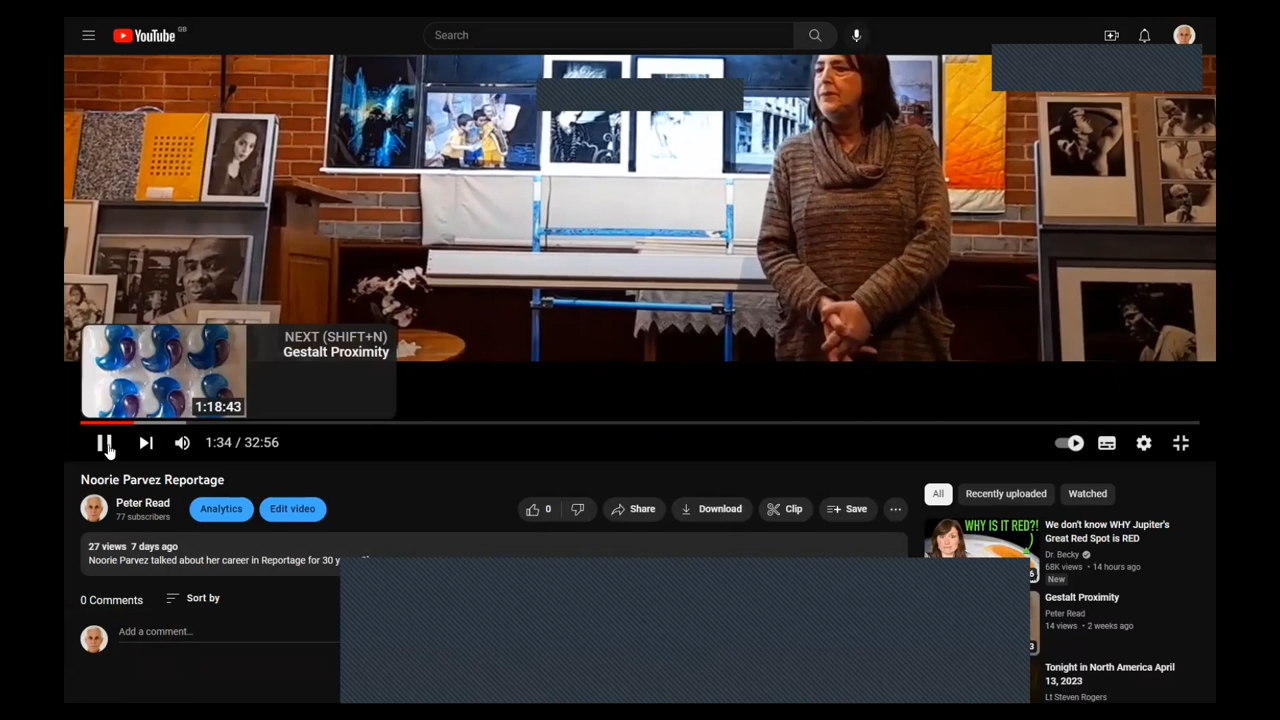 YouTube GB
Search
NEXT (SHIFT+N)
Gestalt Proximity
1:18:43
1:34 / 32:56
Noorie Parvez Reportage
Peter Read
77 subscribers
Analytics
Edit video
0
Share
Download
Clip
Save
27 views 7 days ago
Noorie Parvez talked about her career in Reportage for 30 y
0 Comments
Sort by
Add a comment...
All
Recently uploaded
Watched
WHY IS IT RED?!
We don't know WHY Jupiter's
Great Red Spot is RED
Dr. Becky
68K views • 14 hours ago
New
Gestalt Proximity
Peter Read
14 views • 2 weeks ago
Tonight in North America April
13, 2023
Lt Steven Rogers